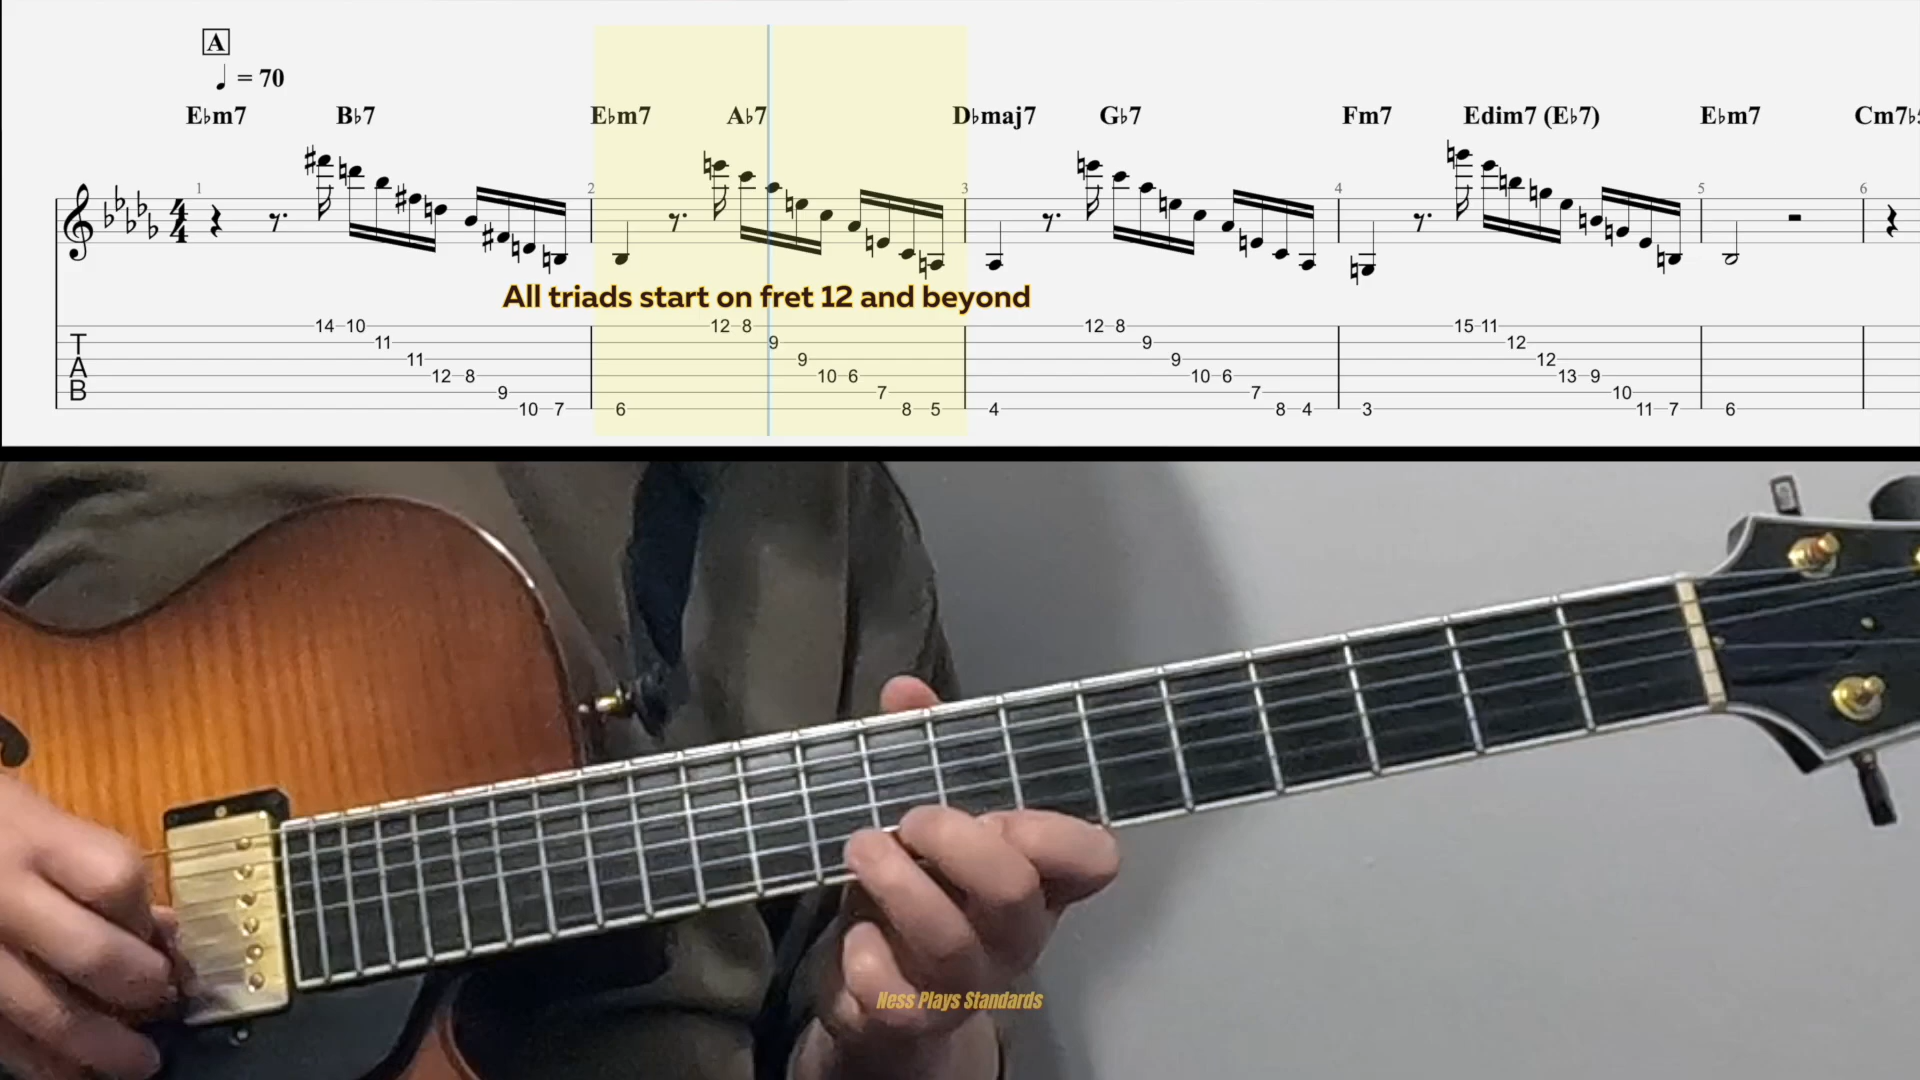 A
♩ = 70
E♭m7 B♭7 E♭m7 A♭7 D♭maj7 G♭7 Fm7 Edim7 (E♭7) E♭m7 Cm7♭5
1 2 3 4 5 6
4
4
All triads start on fret 12 and beyond
14 10 12 8 12 8 15 11
T 11 9 9 12
A 11 9 9 12
12 8 10 6 10 6 13 9
B 9 7 7 10
10 7 6 8 5 4 8 4 3 11 7 6
Ness Plays Standards